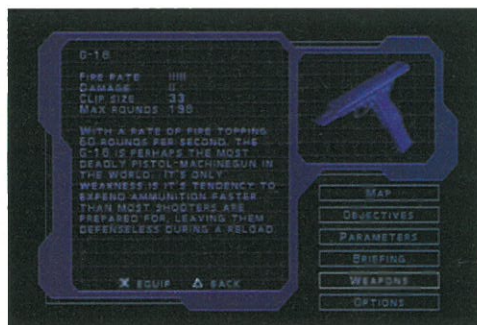 G-18
FIRE RATE
DAMAGE
CLIP SIZE 33
MAX ROUNDS 198
WITH A RATE OF FIRE TOPPING
60 ROUNDS PER SECOND, THE
G-18 IS PERHAPS THE MOST
DEADLY PISTOL-MACHINEGUN IN
THE WORLD. IT'S ONLY
WEAKNESS IS IT'S TENDENCY TO
EXPEND AMMUNITION FASTER
THAN MOST SHOOTERS ARE
PREPARED FOR, LEAVING THEM
DEFENSELESS DURING A RELOAD.
EQUIP BACK
MAP
OBJECTIVES
PARAMETERS
BRIEFING
WEAPONS
OPTIONS